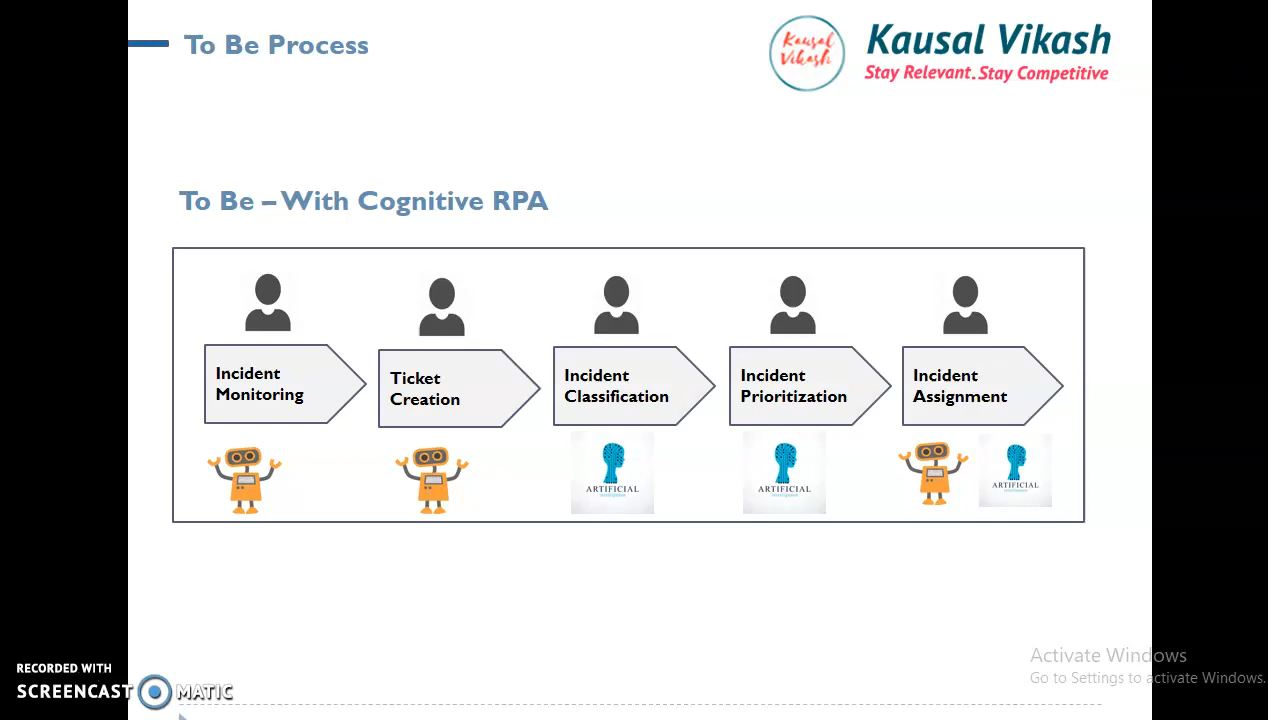 To Be Process
Kausal
Vikash
Kausal Vikash
Stay Relevant. Stay Competitive
To Be – With Cognitive RPA
Incident
Monitoring
Ticket
Creation
Incident
Classification
Incident
Prioritization
Incident
Assignment
ARTIFICIAL
ARTIFICIAL
ARTIFICIAL
Activate Windows
Go to Settings to activate Windows.
RECORDED WITH
SCREENCAST MATIC